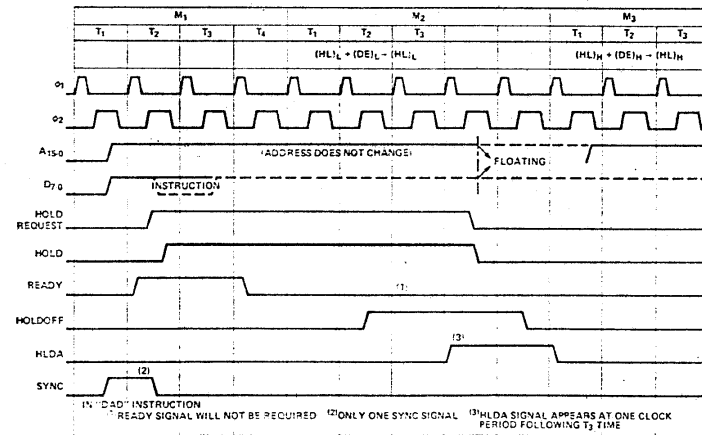 M₁ M₂ M₃
T₁ T₂ T₃ T₄ T₁ T₂ T₃ T₁ T₂ T₃
(HL)L + (DE)L → (HL)L (HL)H + (DE)H → (HL)H
φ1
φ2
A15-0 (ADDRESS DOES NOT CHANGE) FLOATING
D7-0 INSTRUCTION
HOLD
REQUEST
HOLD
READY (1)
HOLDOFF
HLDA (3)
SYNC (2)
IN "DAD" INSTRUCTION
(1)READY SIGNAL WILL NOT BE REQUIRED (2)ONLY ONE SYNC SIGNAL (3)HLDA SIGNAL APPEARS AT ONE CLOCK
PERIOD FOLLOWING T₃ TIME